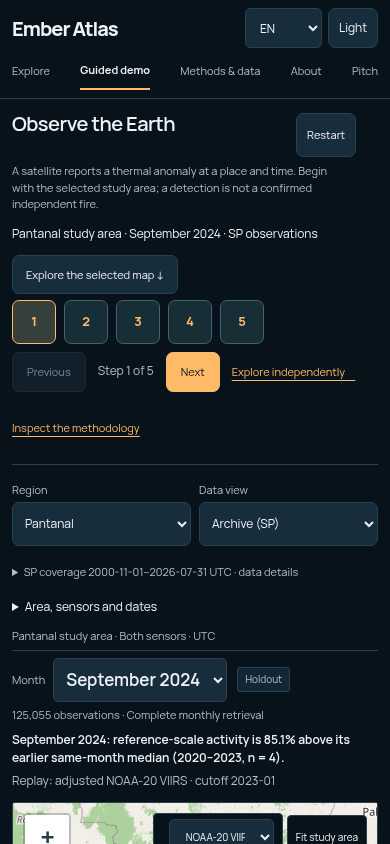 Ember Atlas
EN
Light
Explore
Guided demo
Methods & data
About
Pitch
Observe the Earth
Restart
A satellite reports a thermal anomaly at a place and time. Begin
with the selected study area; a detection is not a confirmed
independent fire.
Pantanal study area · September 2024 · SP observations
Explore the selected map ↓
1
2
3
4
5
Previous
Step 1 of 5
Next
Explore independently
Inspect the methodology
Region
Data view
Pantanal
Archive (SP)
SP coverage 2000-11-01–2026-07-31 UTC · data details
Area, sensors and dates
Pantanal study area · Both sensors · UTC
Month
September 2024
Holdout
125,055 observations · Complete monthly retrieval
September 2024: reference-scale activity is 85.1% above its
earlier same-month median (2020–2023, n = 4).
Replay: adjusted NOAA-20 VIIRS · cutoff 2023-01
+
NOAA-20 VIIF
Fit study area